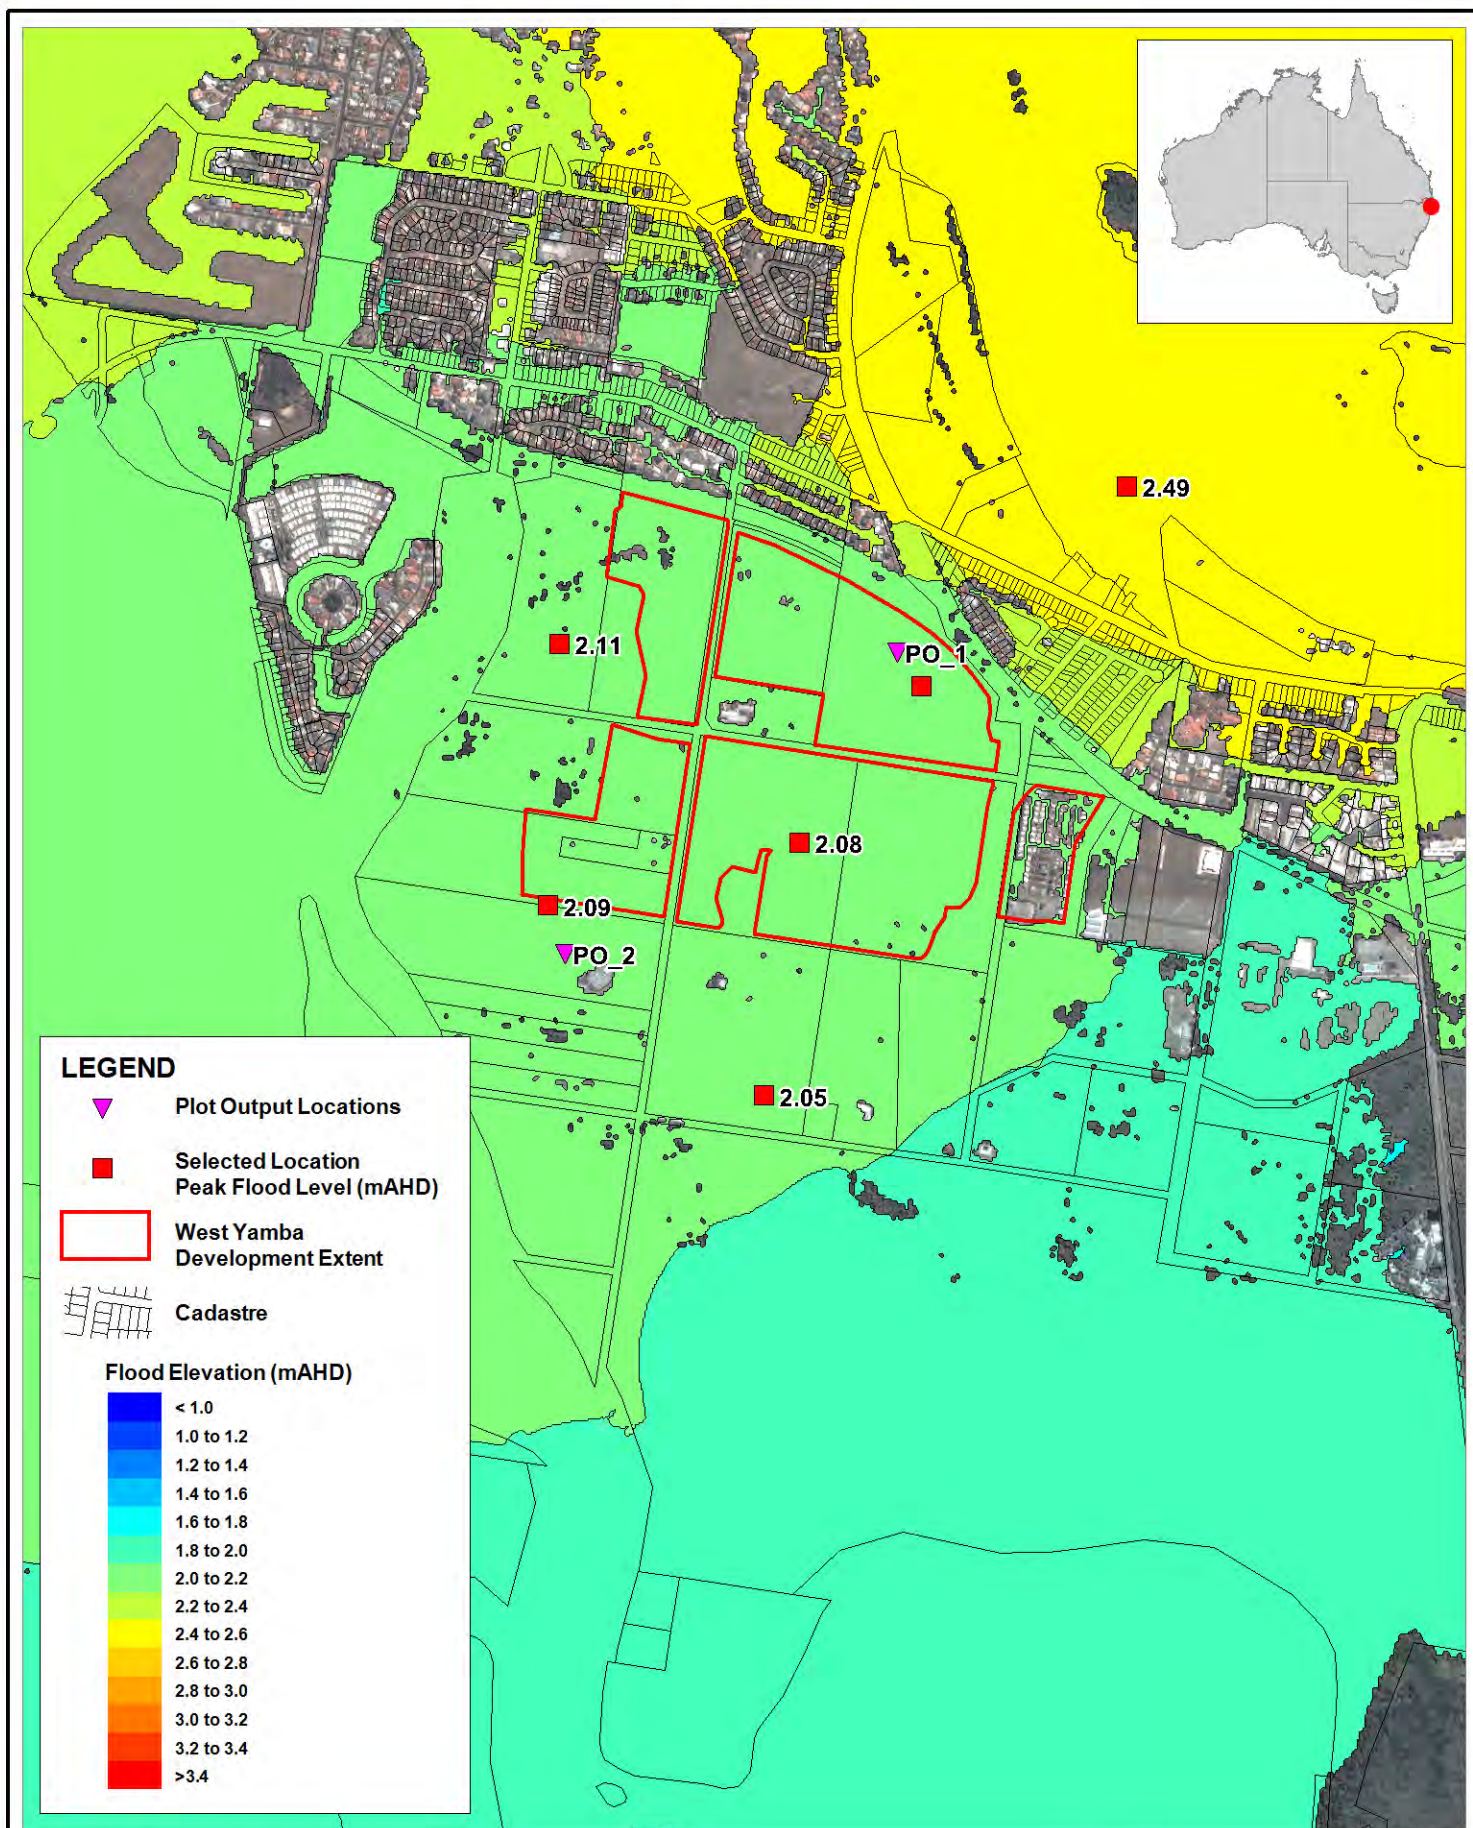 2.49
2.11
PO_1
2.08
2.09
PO_2
2.05
LEGEND
Plot Output Locations
Selected Location
Peak Flood Level (mAHD)
West Yamba
Development Extent
Cadastre
Flood Elevation (mAHD)
< 1.0
1.0 to 1.2
1.2 to 1.4
1.4 to 1.6
1.6 to 1.8
1.8 to 2.0
2.0 to 2.2
2.2 to 2.4
2.4 to 2.6
2.6 to 2.8
2.8 to 3.0
3.0 to 3.2
3.2 to 3.4
>3.4